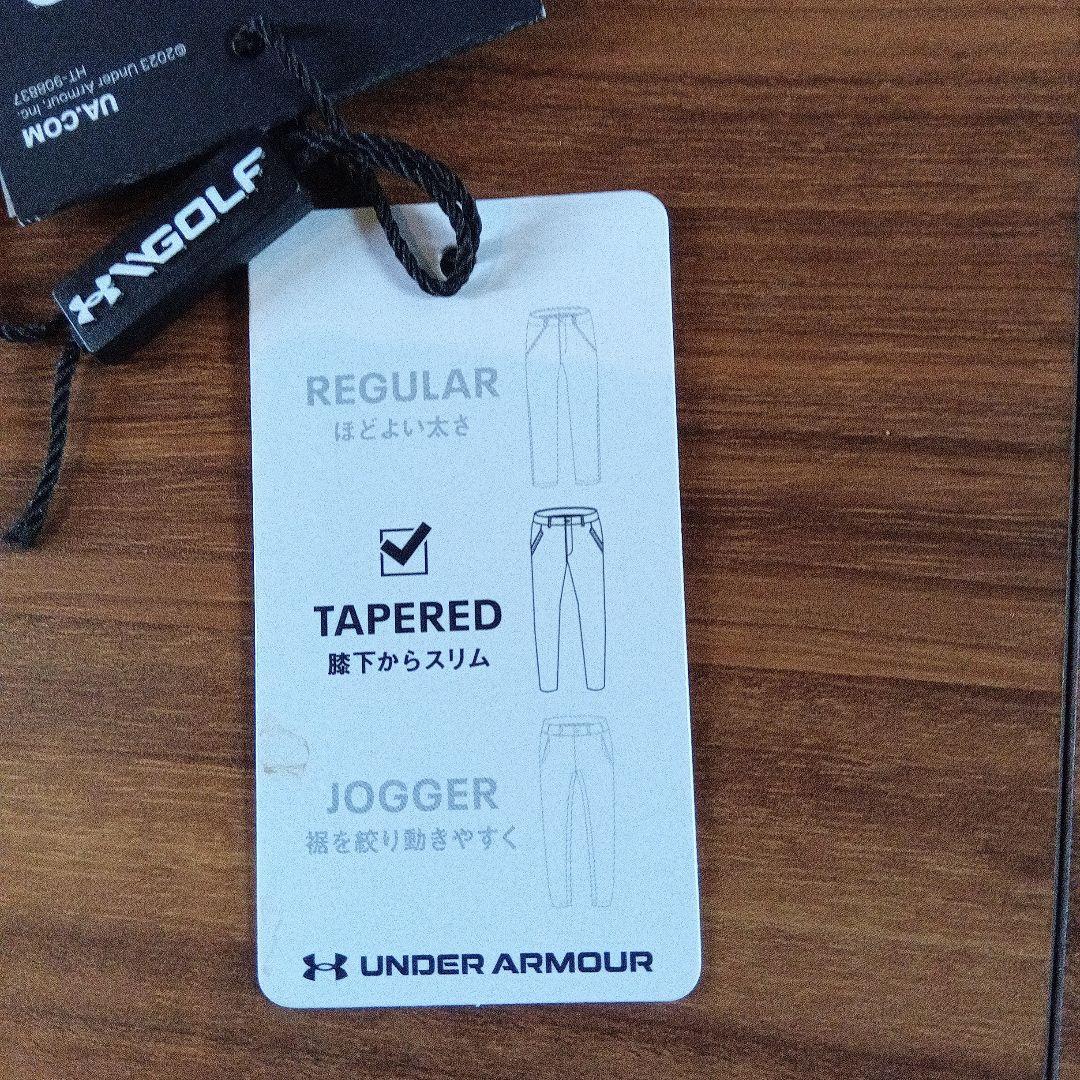 UA.COM
©2023 Under Armour, Inc.
HT-908837
GOLF
REGULAR
ほどよい太さ
TAPERED
膝下からスリム
JOGGER
裾を絞り動きやすく
UNDER ARMOUR